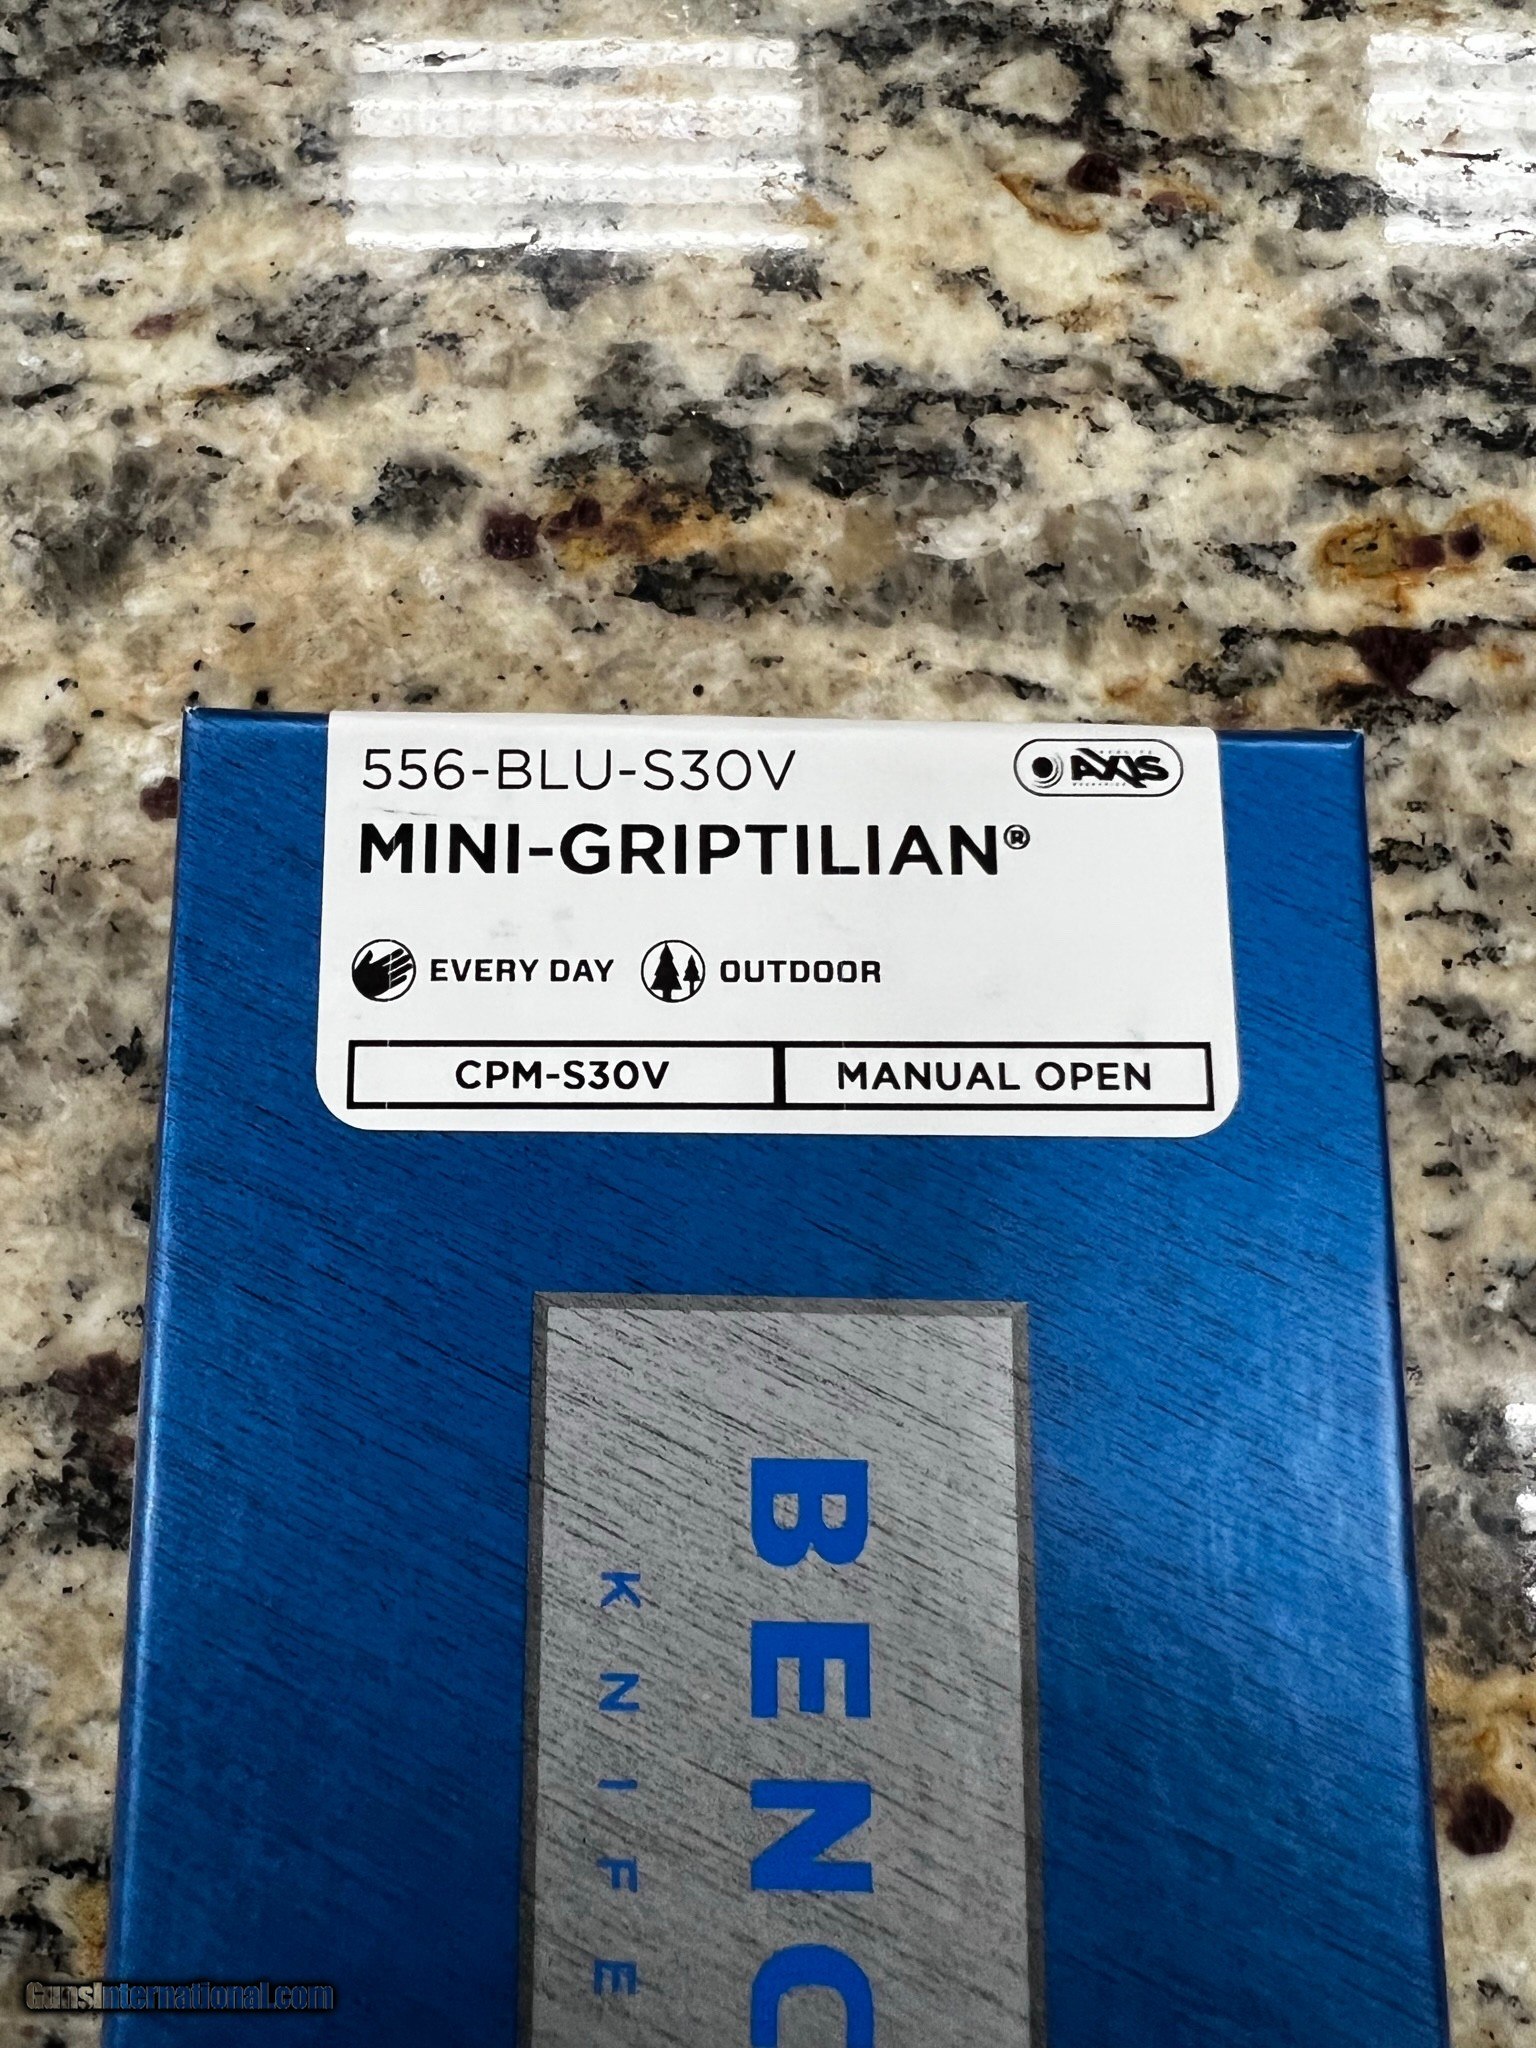 556-BLU-S30V
AXIS
MINI-GRIPTILIAN®
EVERY DAY
OUTDOOR
CPM-S30V
MANUAL OPEN
BENC
KNIFE
GunsInternational.com